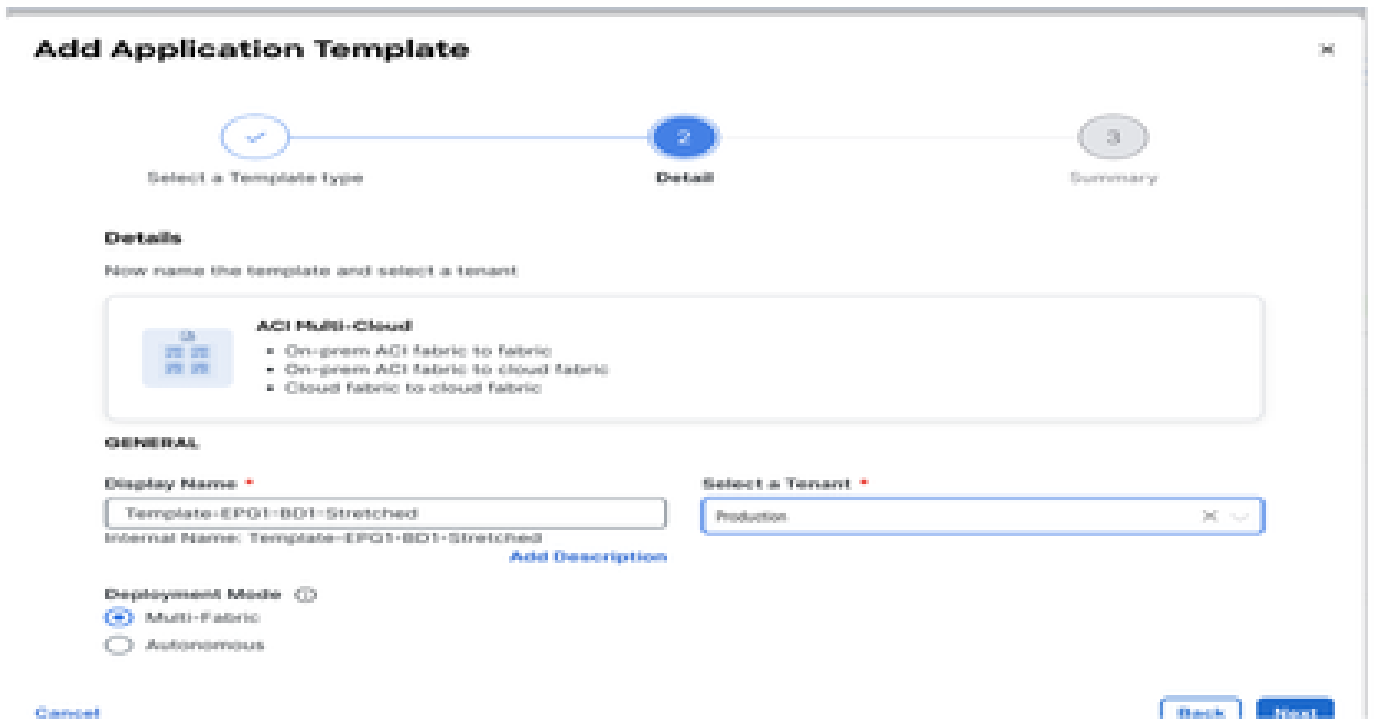 Add Application Template
2
3
Select a Template type
Detail
Summary
Details
Now name the template and select a tenant
ACI Multi-Cloud
• On-prem ACI fabric to fabric
• On-prem ACI fabric to cloud fabric
• Cloud fabric to cloud fabric
GENERAL
Display Name *
Select a Tenant *
Template-EPG1-BD1-Stretched
Production
Internal Name: Template-EPG1-BD1-Stretched
Add Description
Deployment Mode
Multi-Fabric
Autonomous
Cancel
Back
Next